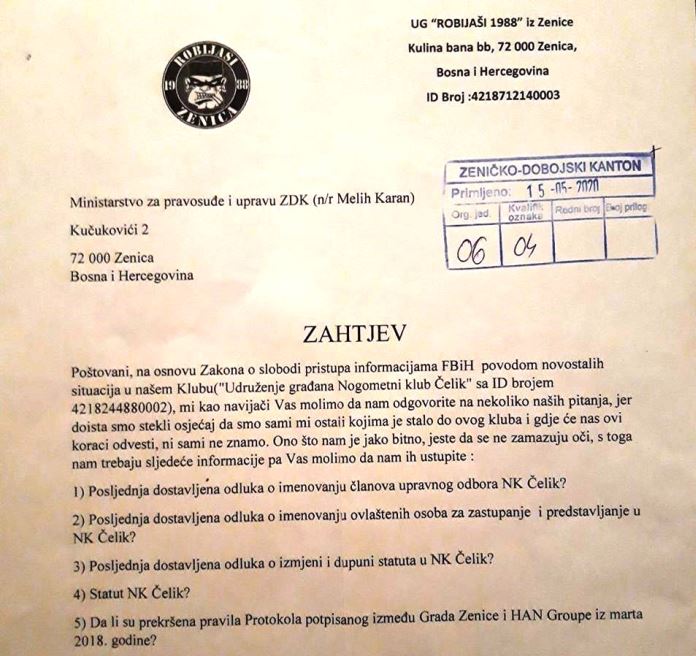 UG "ROBIJAŠI 1988" iz Zenice
Kulina bana bb, 72 000 Zenica,
Bosna i Hercegovina
ID Broj :4218712140003
ROBIJAŠI
19 88
ZENICA
ZENIČKO-DOBOJSKI KANTON
Primljeno: 15-05-2020
Org. jad. Kvalifik. oznaka Redni broj Broj prilog.
06 04
Ministarstvo za pravosuđe i upravu ZDK (n/r Melih Karan)
Kučukovići 2
72 000 Zenica
Bosna i Hercegovina
ZAHTJEV
Poštovani, na osnovu Zakona o slobodi pristupa informacijama FBiH povodom novostalih
situacija u našem Klubu("Udruženje građana Nogometni klub Čelik" sa ID brojem
4218244880002), mi kao navijači Vas molimo da nam odgovorite na nekoliko naših pitanja, jer
doista smo stekli osjećaj da smo sami mi ostali kojima je stalo do ovog kluba i gdje će nas ovi
koraci odvesti, ni sami ne znamo. Ono što nam je jako bitno, jeste da se ne zamazuju oči, s toga
nam trebaju sljedeće informacije pa Vas molimo da nam ih ustupite :
1) Posljednja dostavljena odluka o imenovanju članova upravnog odbora NK Čelik?
2) Posljednja dostavljena odluka o imenovanju ovlaštenih osoba za zastupanje i predstavljanje u
NK Čelik?
3) Posljednja dostavljena odluka o izmjeni i dupuni statuta u NK Čelik?
4) Statut NK Čelik?
5) Da li su prekršena pravila Protokola potpisanog između Grada Zenice i HAN Groupe iz marta
2018. godine?